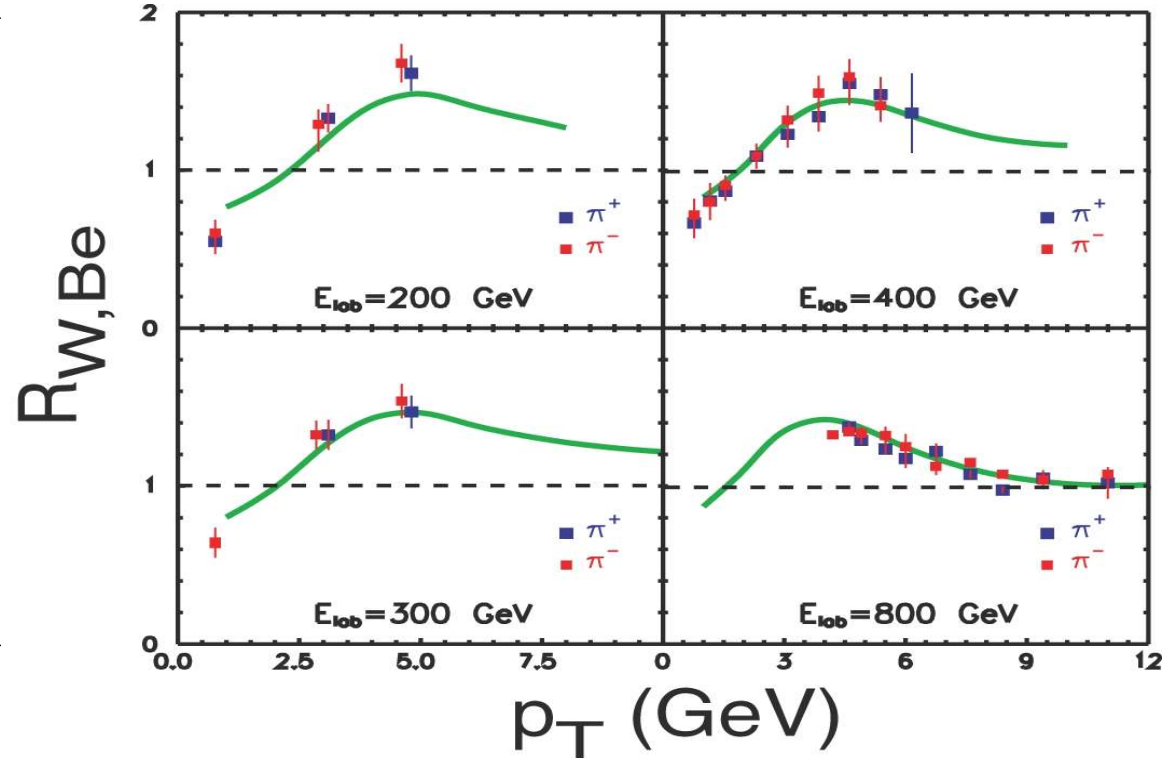 2
1
0
1
0
R_W,Be
π⁺
π⁻
E_lab=200 GeV
π⁺
π⁻
E_lab=400 GeV
π⁺
π⁻
E_lab=300 GeV
π⁺
π⁻
E_lab=800 GeV
0.0 2.5 5.0 7.5 0 3 6 9 12
p_T (GeV)